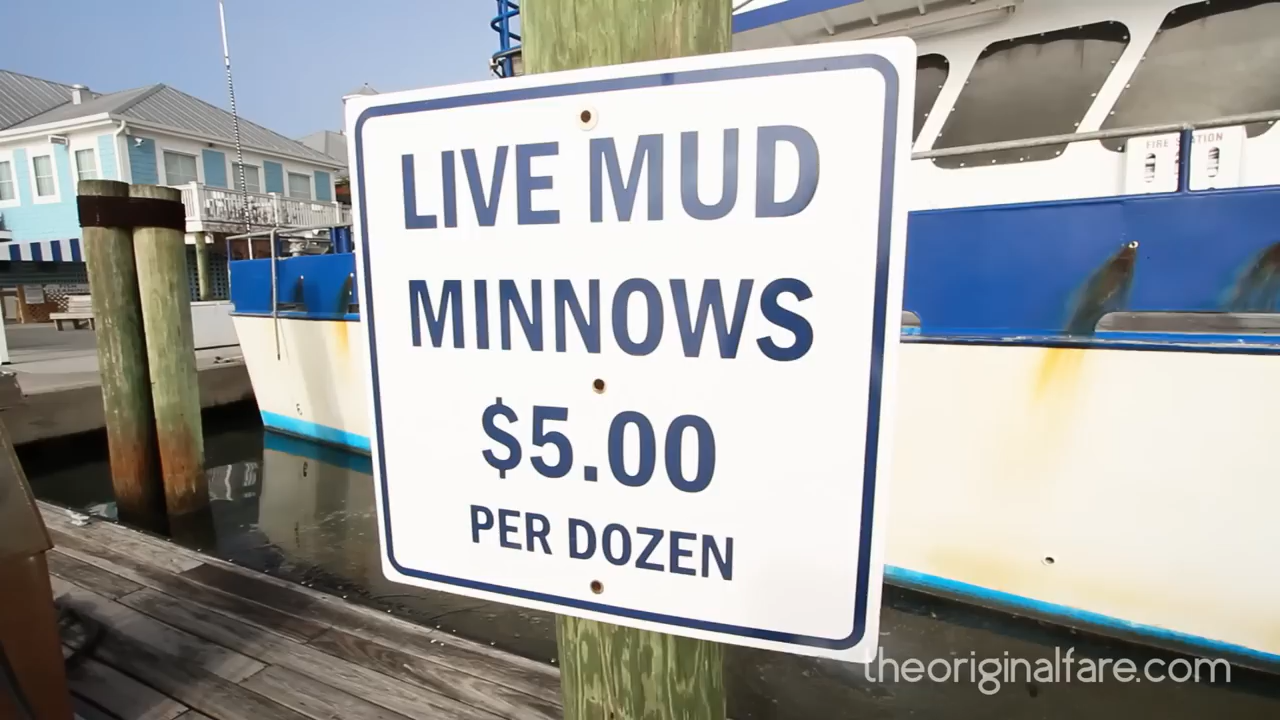 LIVE MUD
MINNOWS
$5.00
PER DOZEN
FIRE STATION
theoriginalfare.com